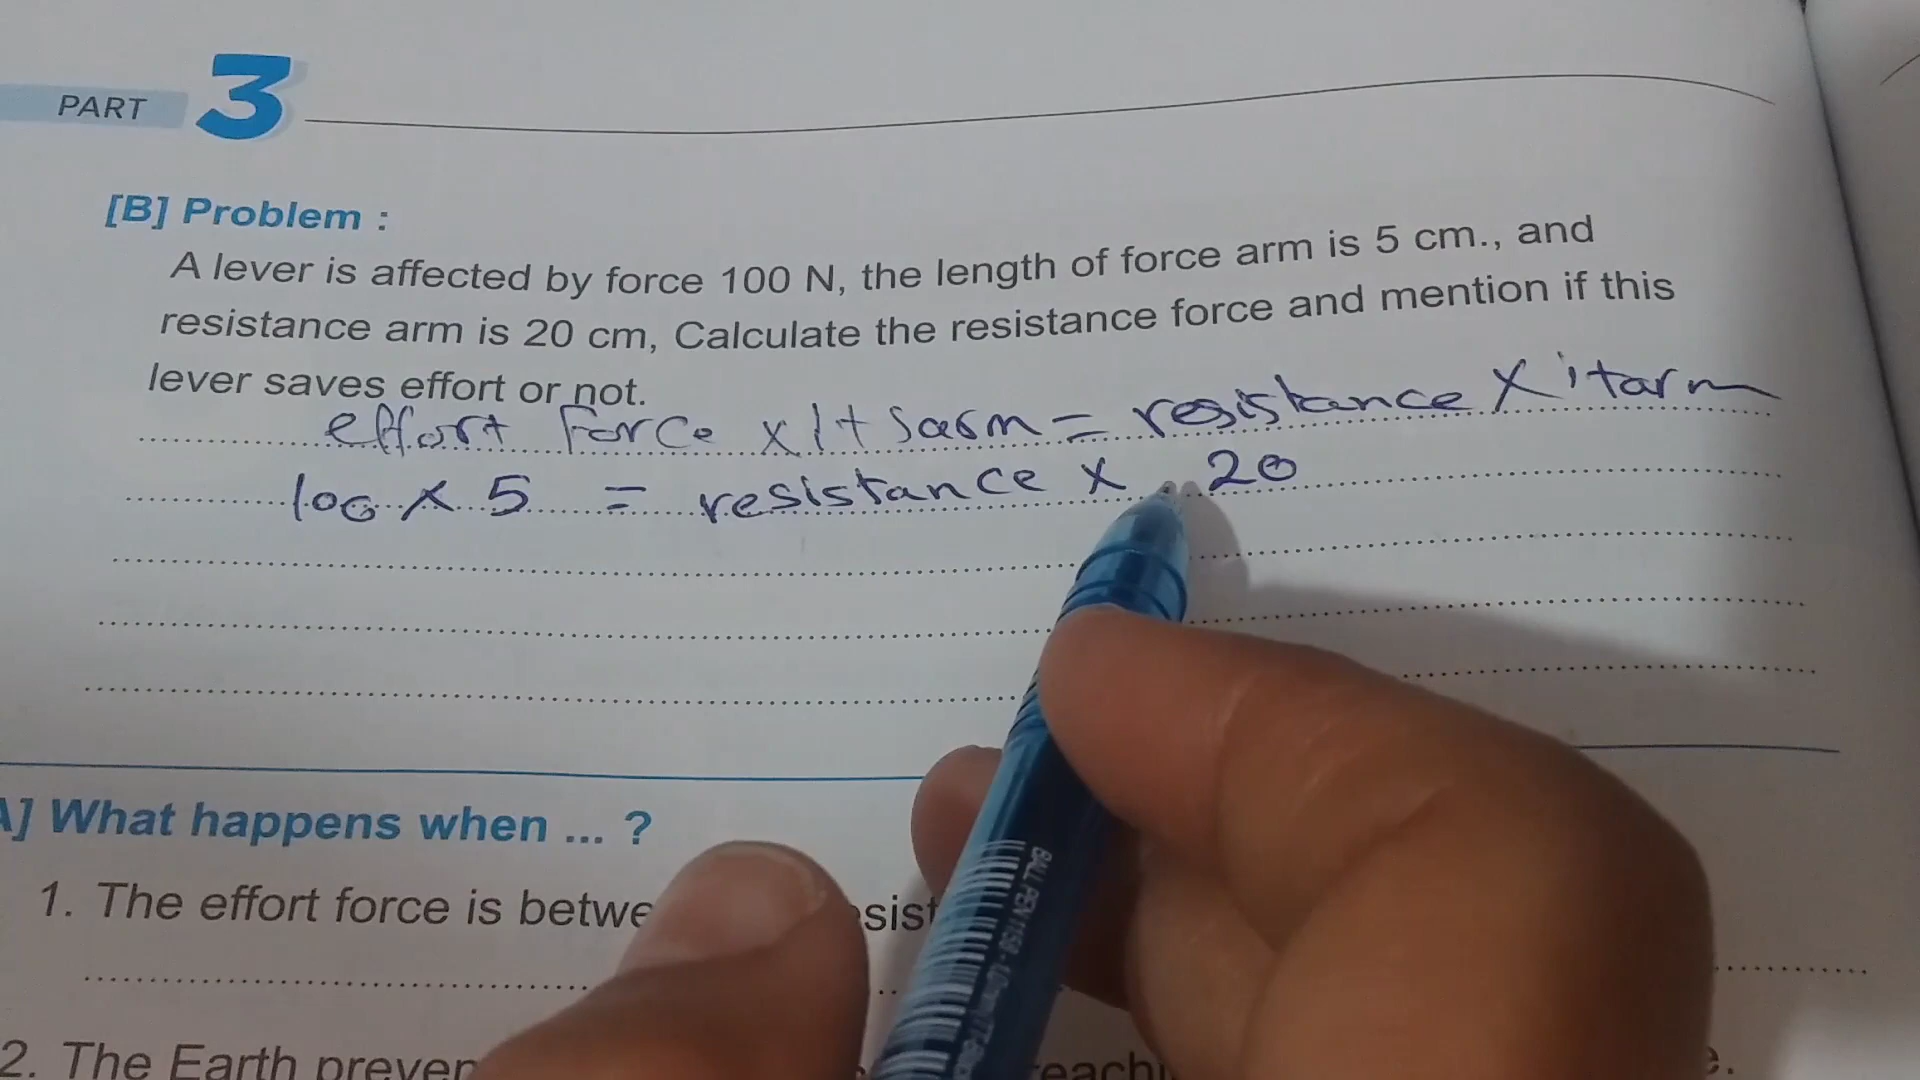 PART 3
[B] Problem :
A lever is affected by force 100 N, the length of force arm is 5 cm., and
resistance arm is 20 cm, Calculate the resistance force and mention if this
lever saves effort or not.
effort Force x Its arm = resistance X its arm
100 X 5 = resistance X 20
A] What happens when ... ?
1. The effort force is
2. The Earth
BALL PEN 1159